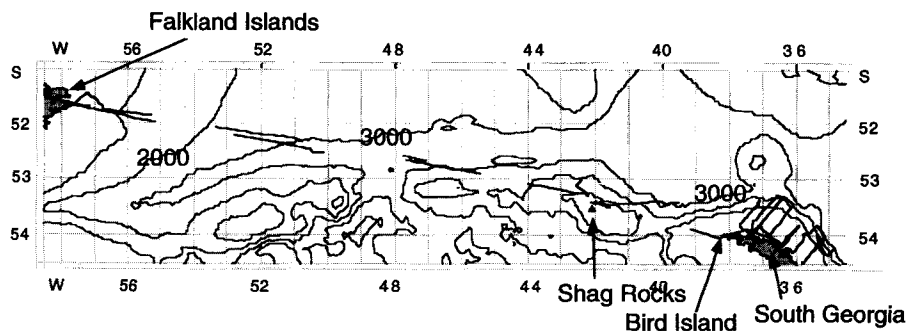 Falkland Islands
W 56 52 48 44 40 36
S S
52 3000 52
2000
53 3000 53
54 54
W 56 52 48 44 36
Shag Rocks
Bird Island
South Georgia